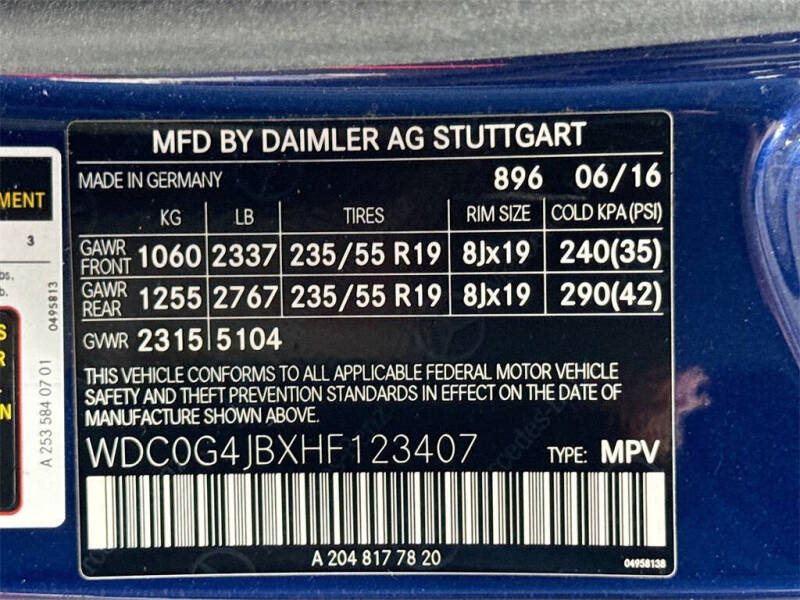 MFD BY DAIMLER AG STUTTGART
MADE IN GERMANY 896 06/16
KG LB TIRES RIM SIZE COLD KPA(PSI)
GAWR FRONT 1060 2337 235/55 R19 8Jx19 240(35)
GAWR REAR 1255 2767 235/55 R19 8Jx19 290(42)
GVWR 2315 5104
THIS VEHICLE CONFORMS TO ALL APPLICABLE FEDERAL MOTOR VEHICLE
SAFETY AND THEFT PREVENTION STANDARDS IN EFFECT ON THE DATE OF
MANUFACTURE SHOWN ABOVE.
WDC0G4JBXHF123407 TYPE: MPV
A 204 817 78 20
04958138
3
0495813
A 253 584 07 01